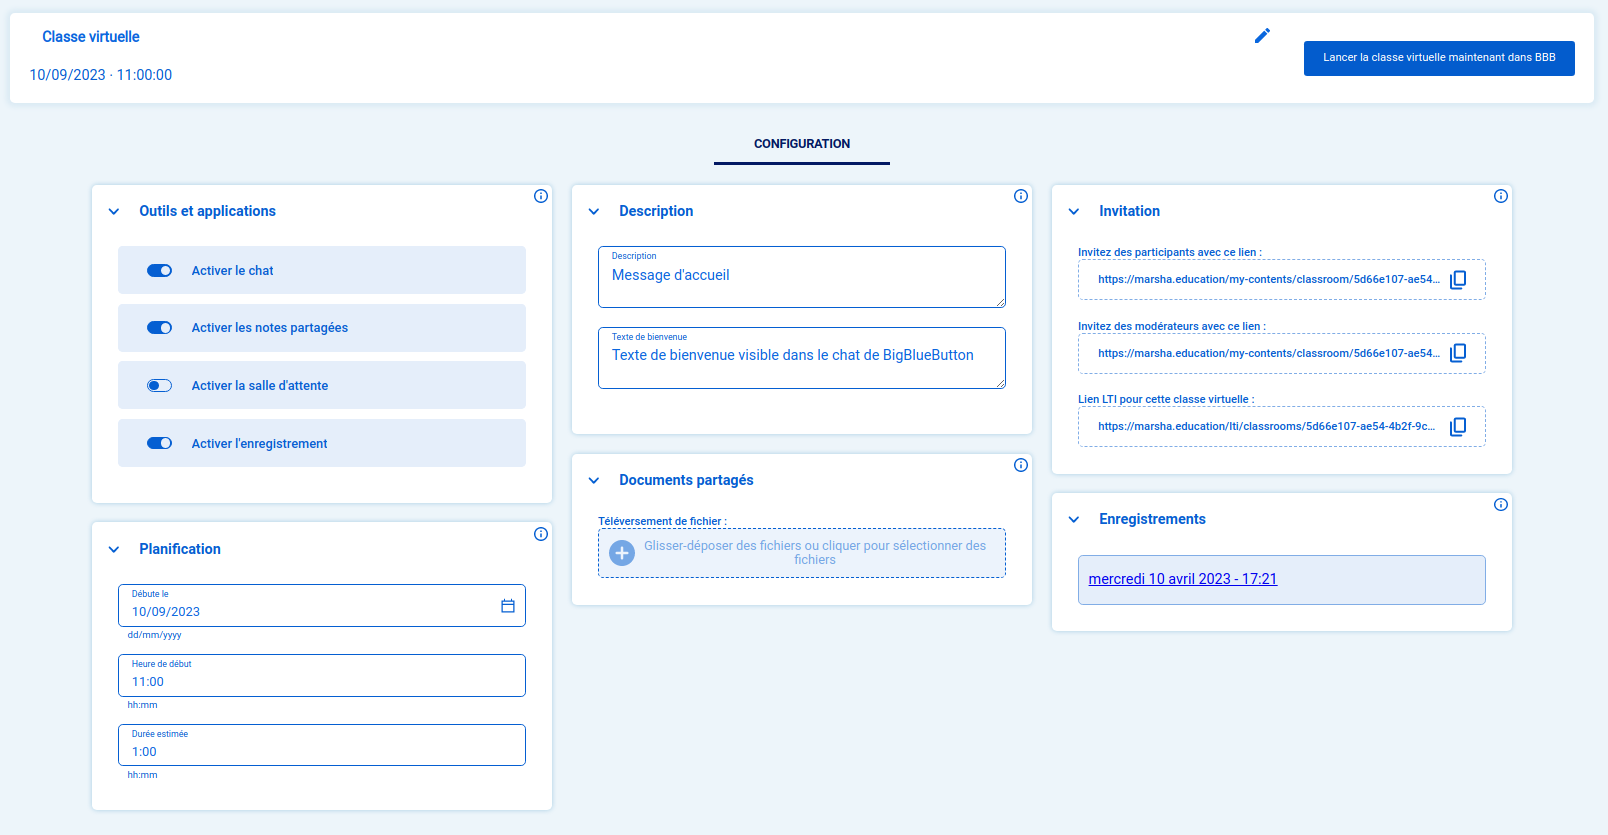 Classe virtuelle
10/09/2023 · 11:00:00
Lancer la classe virtuelle maintenant dans BBB
CONFIGURATION
Outils et applications
Activer le chat
Activer les notes partagées
Activer la salle d'attente
Activer l'enregistrement
Planification
Débute le
10/09/2023
dd/mm/yyyy
Heure de début
11:00
hh:mm
Durée estimée
1:00
hh:mm
Description
Description
Message d'accueil
Texte de bienvenue
Texte de bienvenue visible dans le chat de BigBlueButton
Documents partagés
Téléversement de fichier :
Glisser-déposer des fichiers ou cliquer pour sélectionner des
fichiers
Invitation
Invitez des participants avec ce lien :
https://marsha.education/my-contents/classroom/5d66e107-ae54...
Invitez des modérateurs avec ce lien :
https://marsha.education/my-contents/classroom/5d66e107-ae54...
Lien LTI pour cette classe virtuelle :
https://marsha.education/lti/classrooms/5d66e107-ae54-4b2f-9c...
Enregistrements
mercredi 10 avril 2023 - 17:21